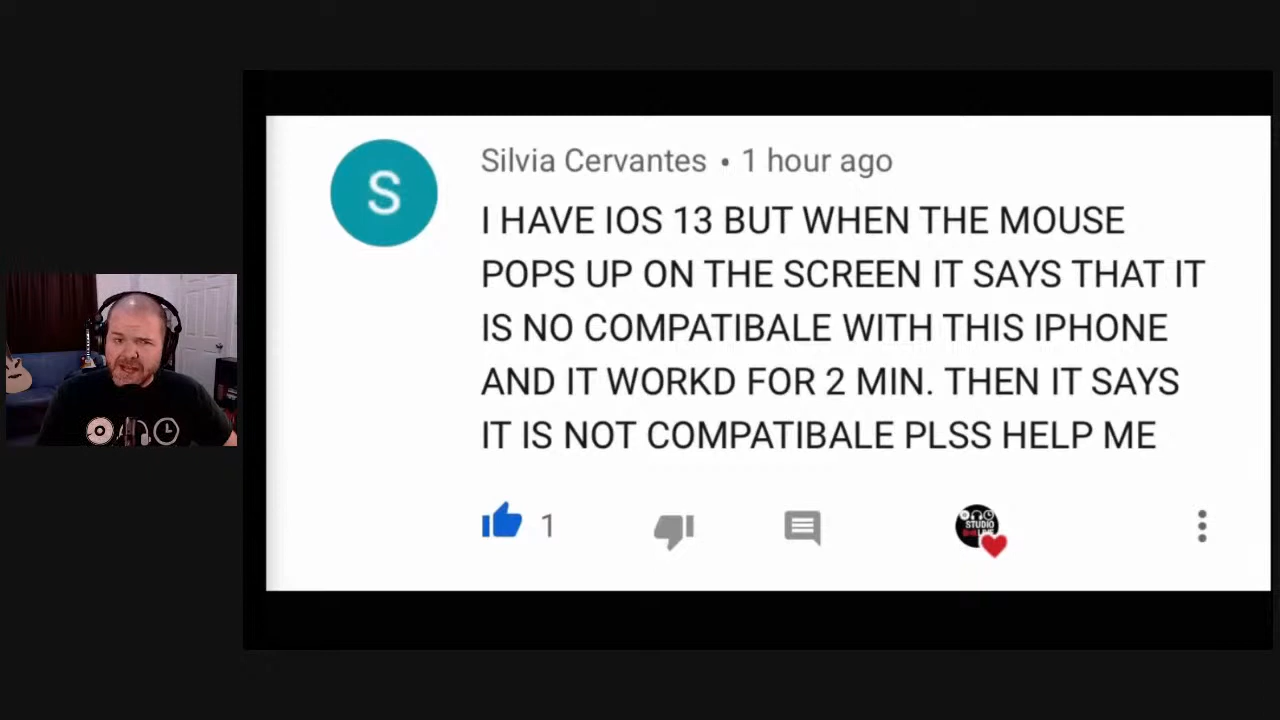 S
Silvia Cervantes • 1 hour ago
I HAVE IOS 13 BUT WHEN THE MOUSE
POPS UP ON THE SCREEN IT SAYS THAT IT
IS NO COMPATIBALE WITH THIS IPHONE
AND IT WORKD FOR 2 MIN. THEN IT SAYS
IT IS NOT COMPATIBALE PLSS HELP ME
1
STUDIO
LIVE